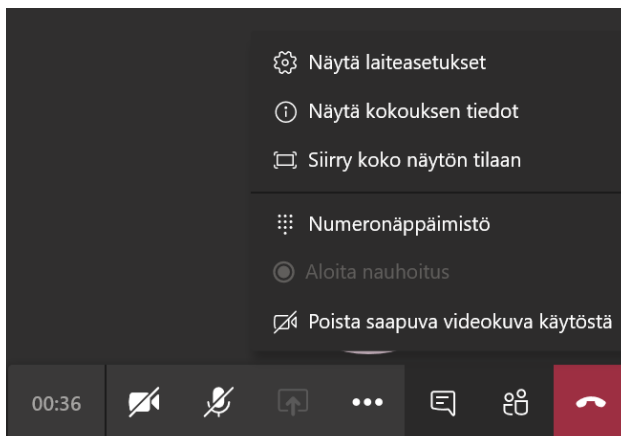 Näytä laiteasetukset
Näytä kokouksen tiedot
Siirry koko näytön tilaan
Numeronäppäimistö
Aloita nauhoitus
Poista saapuva videokuva käytöstä
00:36